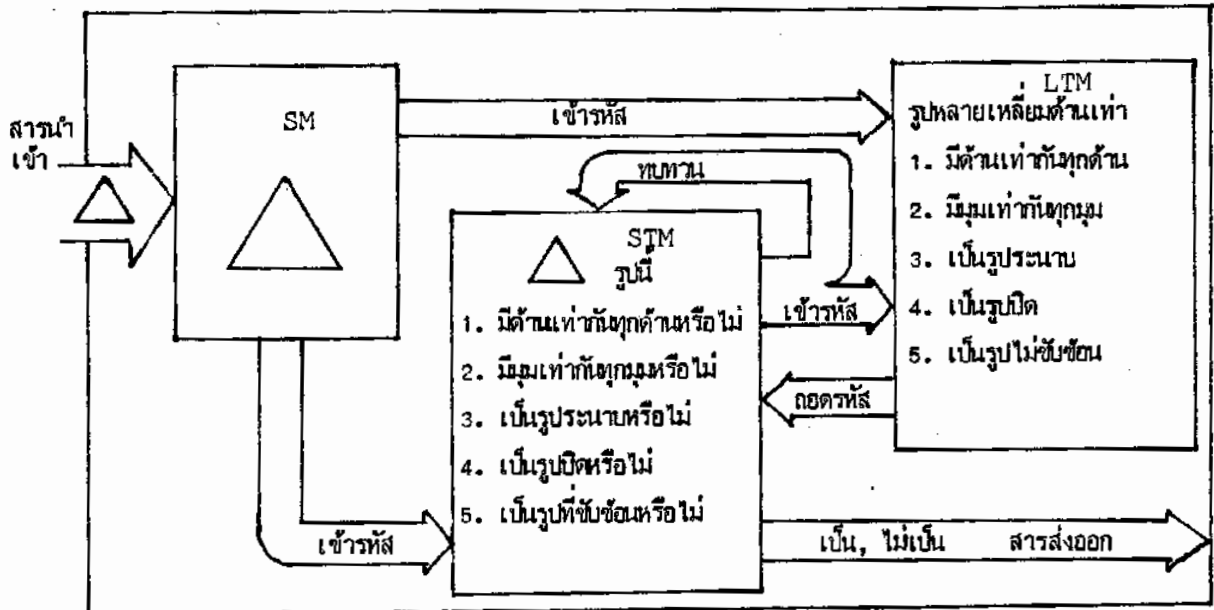 สารนำ
เข้า
SM
เข้ารหัส
LTM
รูปหลายเหลี่ยมด้านเท่า
1. มีด้านเท่ากันทุกด้าน
2. มีมุมเท่ากันทุกมุม
3. เป็นรูประนาบ
4. เป็นรูปปิด
5. เป็นรูปไม่ซับซ้อน
ทบทวน
STM
รูปนี้
1. มีด้านเท่ากันทุกด้านหรือไม่
2. มีมุมเท่ากันทุกมุมหรือไม่
3. เป็นรูประนาบหรือไม่
4. เป็นรูปปิดหรือไม่
5. เป็นรูปที่ซับซ้อนหรือไม่
เข้ารหัส
ถอดรหัส
เข้ารหัส
เป็น, ไม่เป็น สารส่งออก